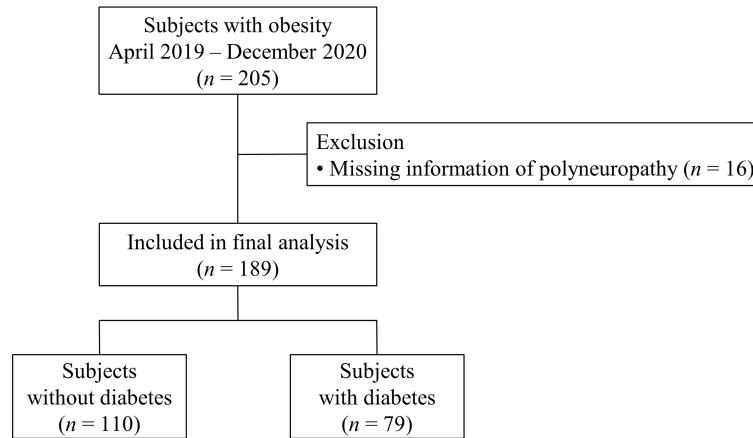 Subjects with obesity
April 2019 – December 2020
(n = 205)
Exclusion
• Missing information of polyneuropathy (n = 16)
Included in final analysis
(n = 189)
Subjects
without diabetes
(n = 110)
Subjects
with diabetes
(n = 79)